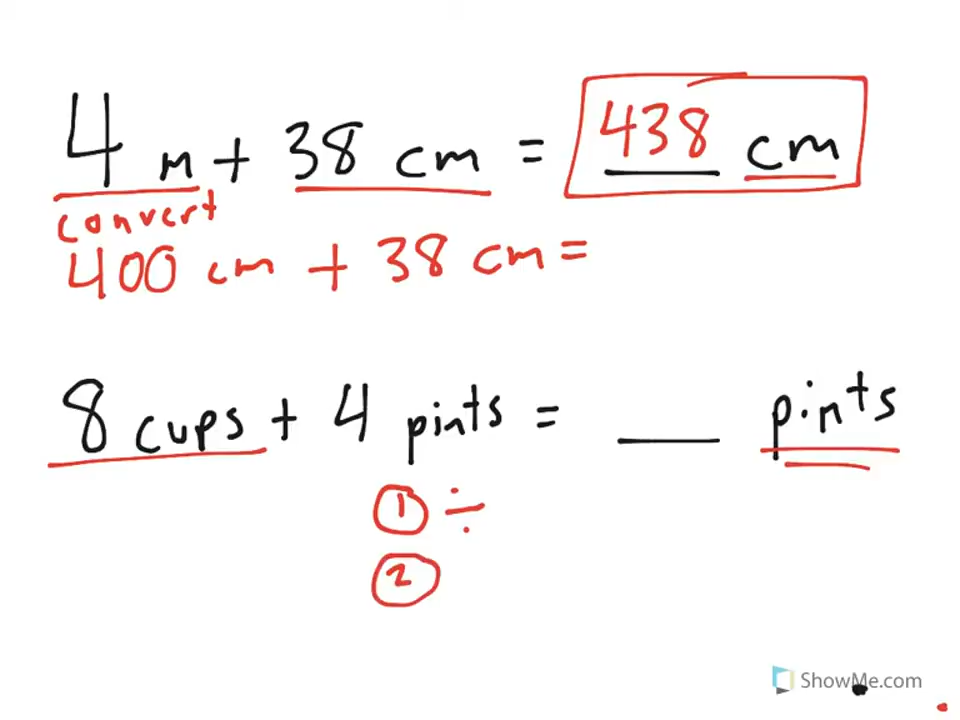 4 m + 38 cm = 438 cm
convert
400 cm + 38 cm =
8 cups + 4 pints = ___ pints
1 ÷
2
ShowMe.com